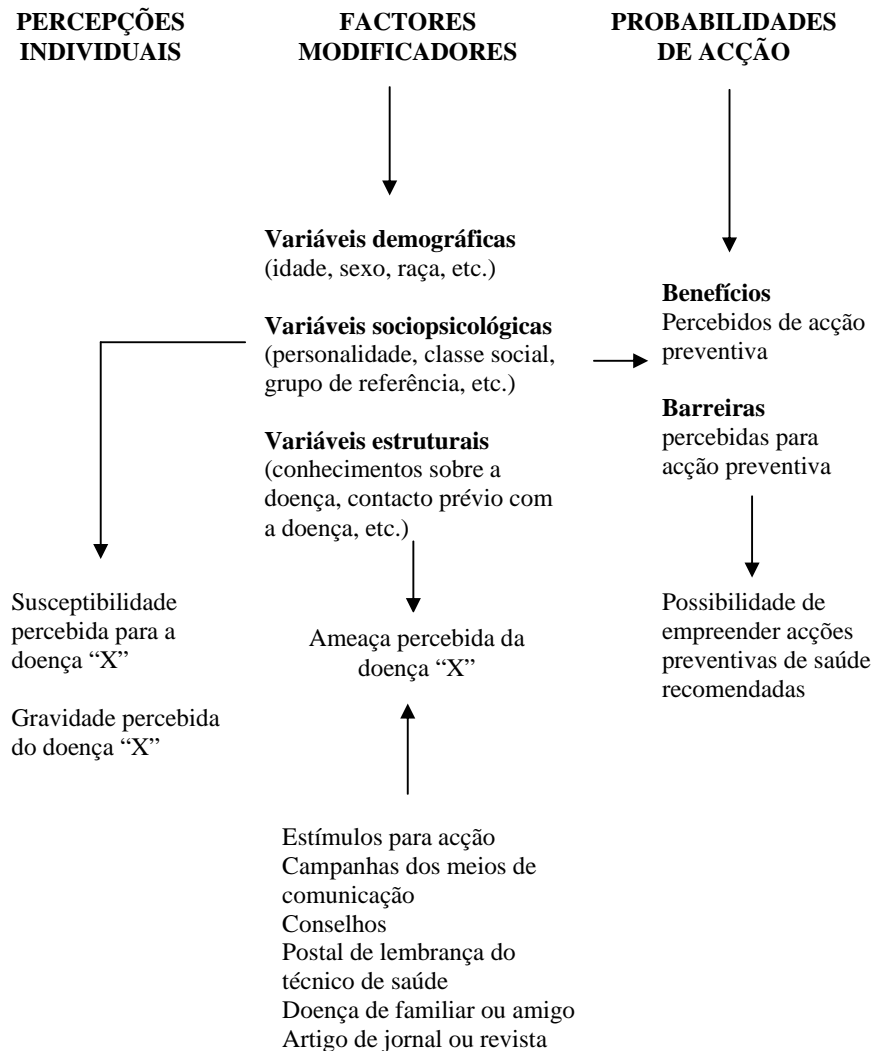 PERCEPÇÕES
INDIVIDUAIS
FACTORES
MODIFICADORES
PROBABILIDADES
DE ACÇÃO
Variáveis demográficas
(idade, sexo, raça, etc.)
Variáveis sociopsicológicas
(personalidade, classe social,
grupo de referência, etc.)
Variáveis estruturais
(conhecimentos sobre a
doença, contacto prévio com
a doença, etc.)
Benefícios
Percebidos de acção
preventiva
Barreiras
percebidas para
acção preventiva
Susceptibilidade
percebida para a
doença “X”
Gravidade percebida
do doença “X”
Ameaça percebida da
doença “X”
Possibilidade de
empreender acções
preventivas de saúde
recomendadas
Estímulos para acção
Campanhas dos meios de
comunicação
Conselhos
Postal de lembrança do
técnico de saúde
Doença de familiar ou amigo
Artigo de jornal ou revista